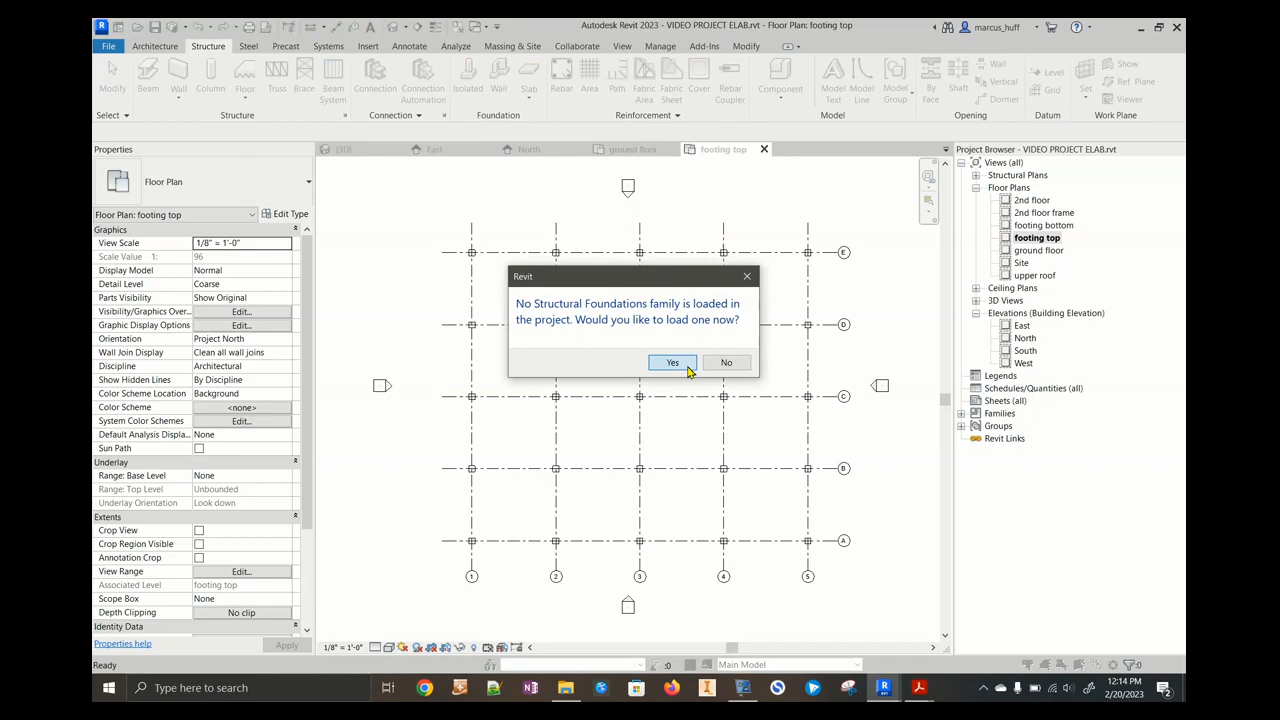 Autodesk Revit 2023 - VIDEO PROJECT ELAB.rvt - Floor Plan: footing top
marcus_huff
File Architecture Structure Steel Precast Systems Insert Annotate Analyze Massing & Site Collaborate View Manage Add-Ins Modify
Modify Beam Wall Column Floor Truss Brace Beam System Connection Connection Automation Isolated Wall Slab Rebar Area Path Fabric Area Fabric Sheet Cover Rebar Coupler Component Model Text Model Line Model Group By Face Shaft Wall Vertical Dormer Level Grid Set Show Ref Plane Viewer
Select Structure Connection Foundation Reinforcement Model Opening Datum Work Plane
Properties
{3D} East North ground floor footing top
Project Browser - VIDEO PROJECT ELAB.rvt
Floor Plan
Floor Plan: footing top Edit Type
Graphics
View Scale 1/8" = 1'-0"
Scale Value 1: 96
Display Model Normal
Detail Level Coarse
Parts Visibility Show Original
Visibility/Graphics Over... Edit...
Graphic Display Options Edit...
Orientation Project North
Wall Join Display Clean all wall joins
Discipline Architectural
Show Hidden Lines By Discipline
Color Scheme Location Background
Color Scheme <none>
System Color Schemes Edit...
Default Analysis Displa... None
Sun Path
Underlay
Range: Base Level None
Range: Top Level Unbounded
Underlay Orientation Look down
Extents
Crop View
Crop Region Visible
Annotation Crop
View Range Edit...
Associated Level footing top
Scope Box None
Depth Clipping No clip
Identity Data
Properties help Apply
E
D
C
B
A
1 2 3 4 5
Revit
No Structural Foundations family is loaded in
the project. Would you like to load one now?
Yes No
Views (all)
Structural Plans
Floor Plans
2nd floor
2nd floor frame
footing bottom
footing top
ground floor
Site
upper roof
Ceiling Plans
3D Views
Elevations (Building Elevation)
East
North
South
West
Legends
Schedules/Quantities (all)
Sheets (all)
Families
Groups
Revit Links
1/8" = 1'-0"
Ready :0 Main Model :0
Type here to search
12:14 PM
2/20/2023
2